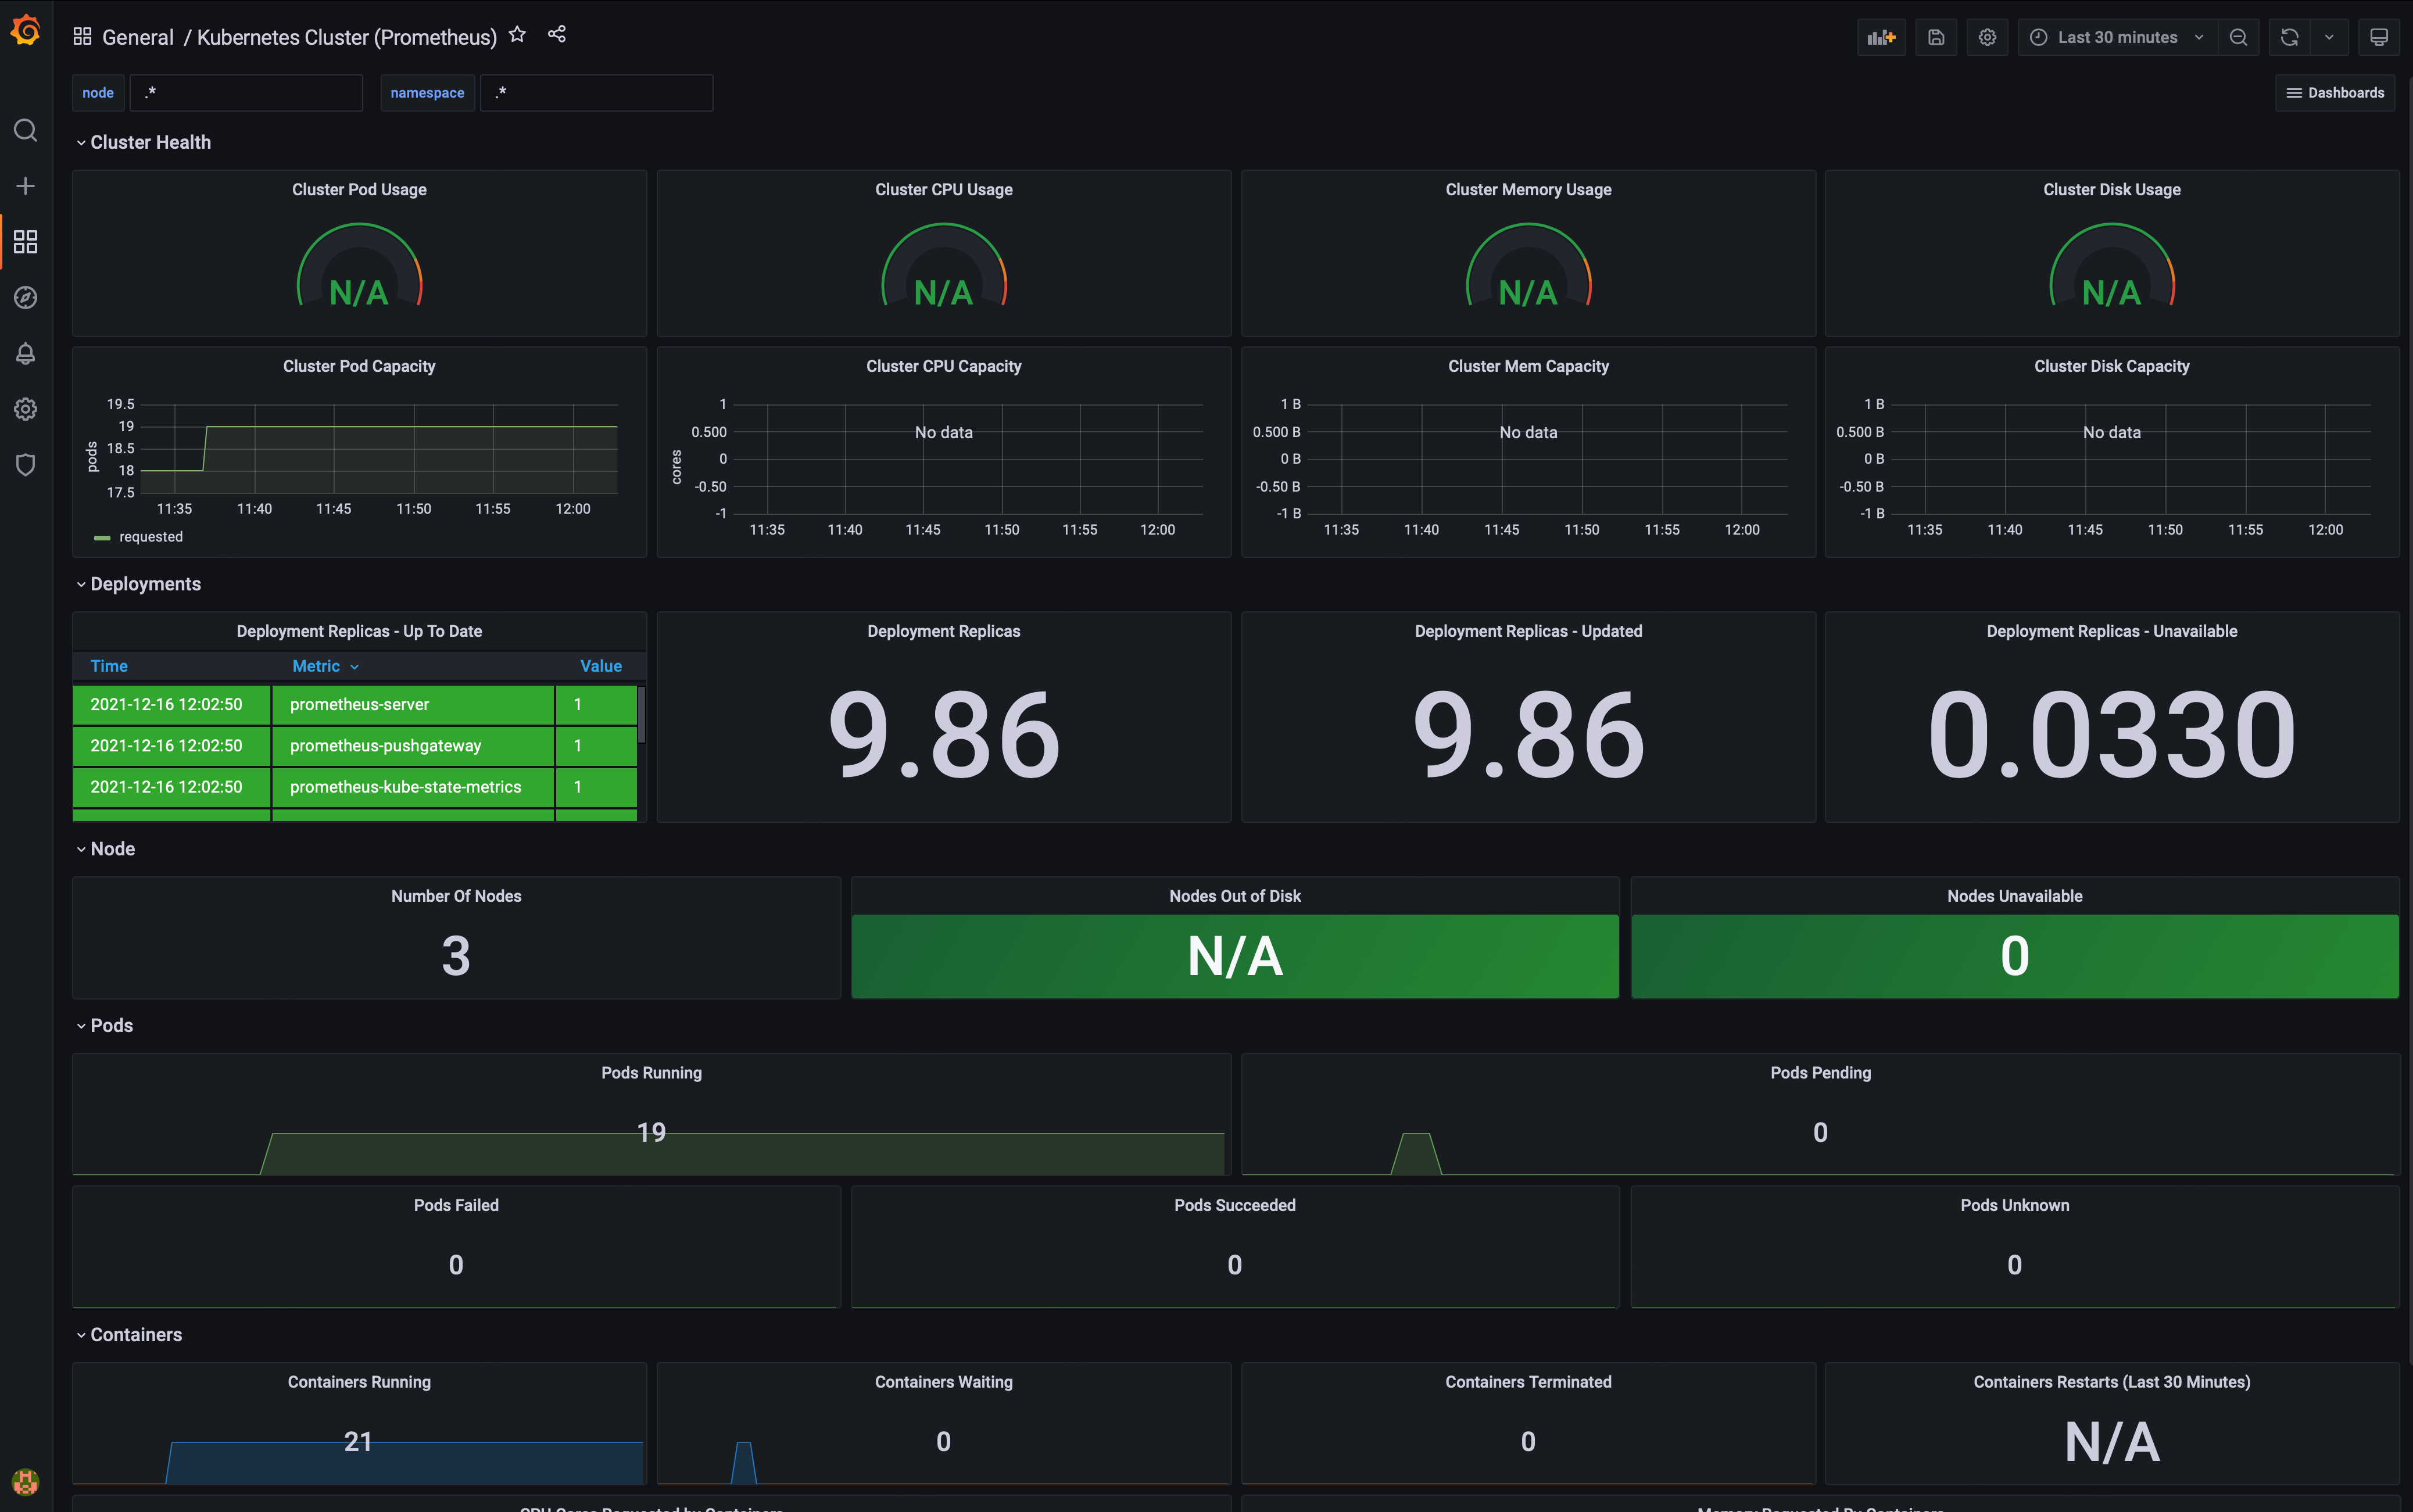 General / Kubernetes Cluster (Prometheus)
Last 30 minutes
node .* namespace .*
Dashboards
Cluster Health
Cluster Pod Usage
N/A
Cluster CPU Usage
N/A
Cluster Memory Usage
N/A
Cluster Disk Usage
N/A
Cluster Pod Capacity
pods
19.5
19
18.5
18
17.5
11:35 11:40 11:45 11:50 11:55 12:00
requested
Cluster CPU Capacity
cores
1
0.500
0
-0.50
-1
No data
11:35 11:40 11:45 11:50 11:55 12:00
Cluster Mem Capacity
1 B
0.500 B
0 B
-0.50 B
-1 B
No data
11:35 11:40 11:45 11:50 11:55 12:00
Cluster Disk Capacity
1 B
0.500 B
0 B
-0.50 B
-1 B
No data
11:35 11:40 11:45 11:50 11:55 12:00
Deployments
Deployment Replicas - Up To Date
Time Metric Value
2021-12-16 12:02:50 prometheus-server 1
2021-12-16 12:02:50 prometheus-pushgateway 1
2021-12-16 12:02:50 prometheus-kube-state-metrics 1
Deployment Replicas
9.86
Deployment Replicas - Updated
9.86
Deployment Replicas - Unavailable
0.0330
Node
Number Of Nodes
3
Nodes Out of Disk
N/A
Nodes Unavailable
0
Pods
Pods Running
19
Pods Pending
0
Pods Failed
0
Pods Succeeded
0
Pods Unknown
0
Containers
Containers Running
21
Containers Waiting
0
Containers Terminated
0
Containers Restarts (Last 30 Minutes)
N/A
CPU Cores Requested by Containers
Memory Requested By Containers